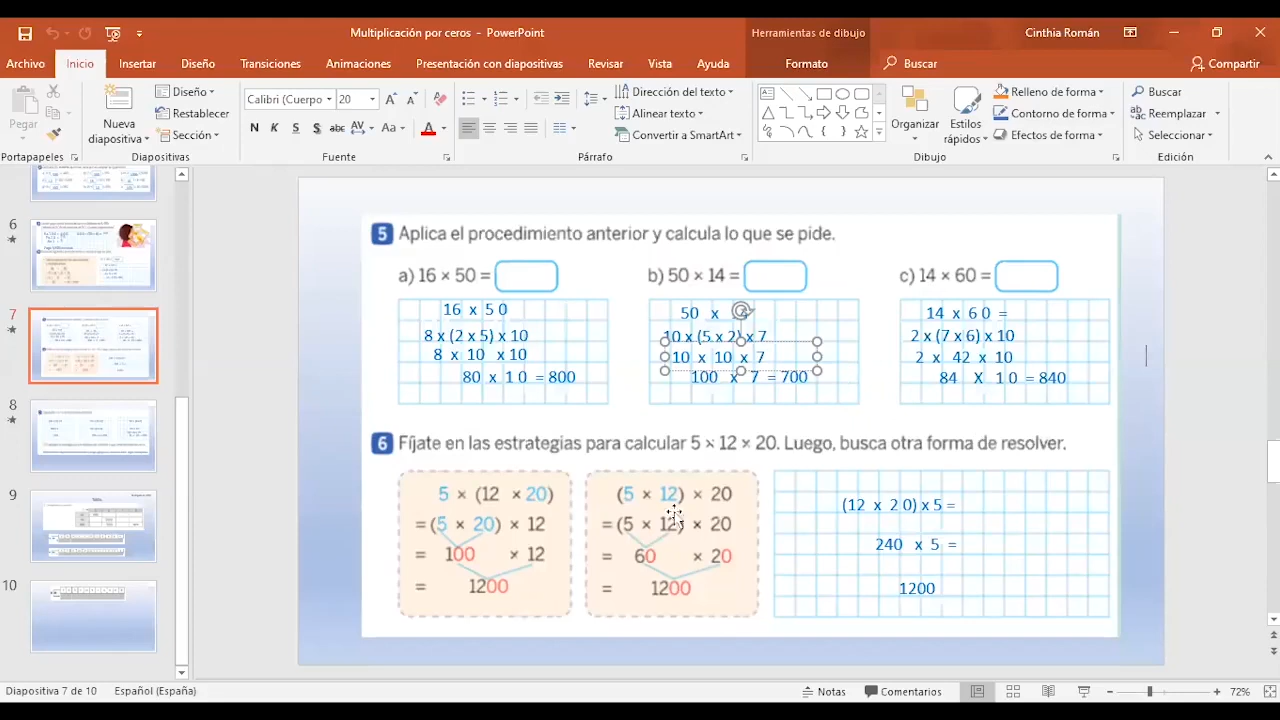 Multiplicación por ceros - PowerPoint
Herramientas de dibujo
Cinthia Román
Archivo Inicio Insertar Diseño Transiciones Animaciones Presentación con diapositivas Revisar Vista Ayuda Formato Buscar Compartir
Pegar
Nueva diapositiva
Diseño
Restablecer
Sección
Calibri (Cuerpo 20
N K S S abc AV Aa A
Dirección del texto
Alinear texto
Convertir a SmartArt
Organizar
Estilos rápidos
Relleno de forma
Contorno de forma
Efectos de forma
Buscar
Reemplazar
Seleccionar
Portapapeles Diapositivas Fuente Párrafo Dibujo Edición
6
7
8
9
10
5 Aplica el procedimiento anterior y calcula lo que se pide.
a) 16 × 50 =
b) 50 × 14 =
c) 14 × 60 =
16 x 5 0
8 x (2 x 5) x 10
8 x 10 x 10
80 x 1 0 = 800
50 x
10 x (5 x 2) x 7
10 x 10 x 7
100 x 7 = 700
14 x 6 0 =
2 x (7 x 6) x 10
2 x 42 x 10
84 X 1 0 = 840
6 Fíjate en las estrategias para calcular 5 × 12 × 20. Luego, busca otra forma de resolver.
5 × (12 × 20)
= (5 × 20) × 12
= 100 × 12
= 1200
(5 × 12) × 20
= (5 × 12) × 20
= 60 × 20
= 1200
(12 x 2 0) x 5 =
240 x 5 =
1200
Diapositiva 7 de 10 Español (España) Notas Comentarios 72%